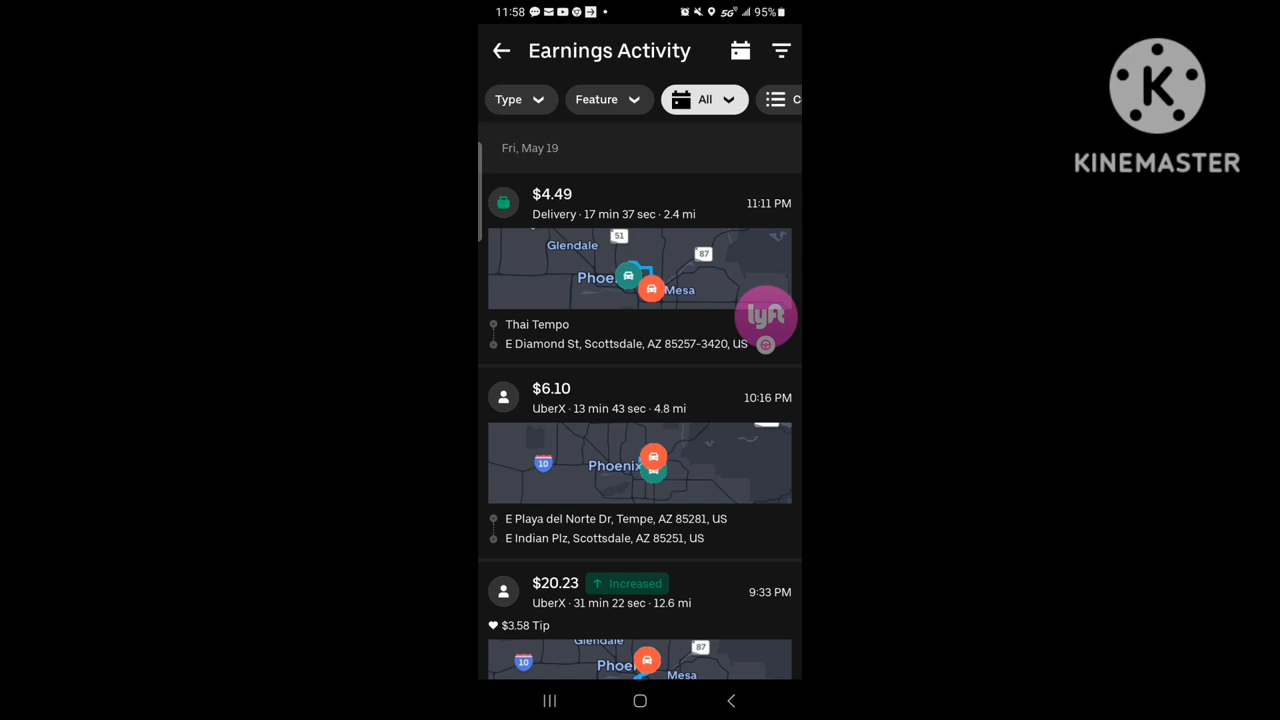 11:58
5G
95%
Earnings Activity
Type
Feature
All
C
KINEMASTER
Fri, May 19
$4.49
Delivery · 17 min 37 sec · 2.4 mi
11:11 PM
51
Glendale
87
Phoe
Mesa
lyft
Thai Tempo
E Diamond St, Scottsdale, AZ 85257-3420, US
$6.10
UberX · 13 min 43 sec · 4.8 mi
10:16 PM
10
Phoenix
E Playa del Norte Dr, Tempe, AZ 85281, US
E Indian Plz, Scottsdale, AZ 85251, US
$20.23
Increased
UberX · 31 min 22 sec · 12.6 mi
9:33 PM
$3.58 Tip
Glendale
87
10
Phoe
Mesa